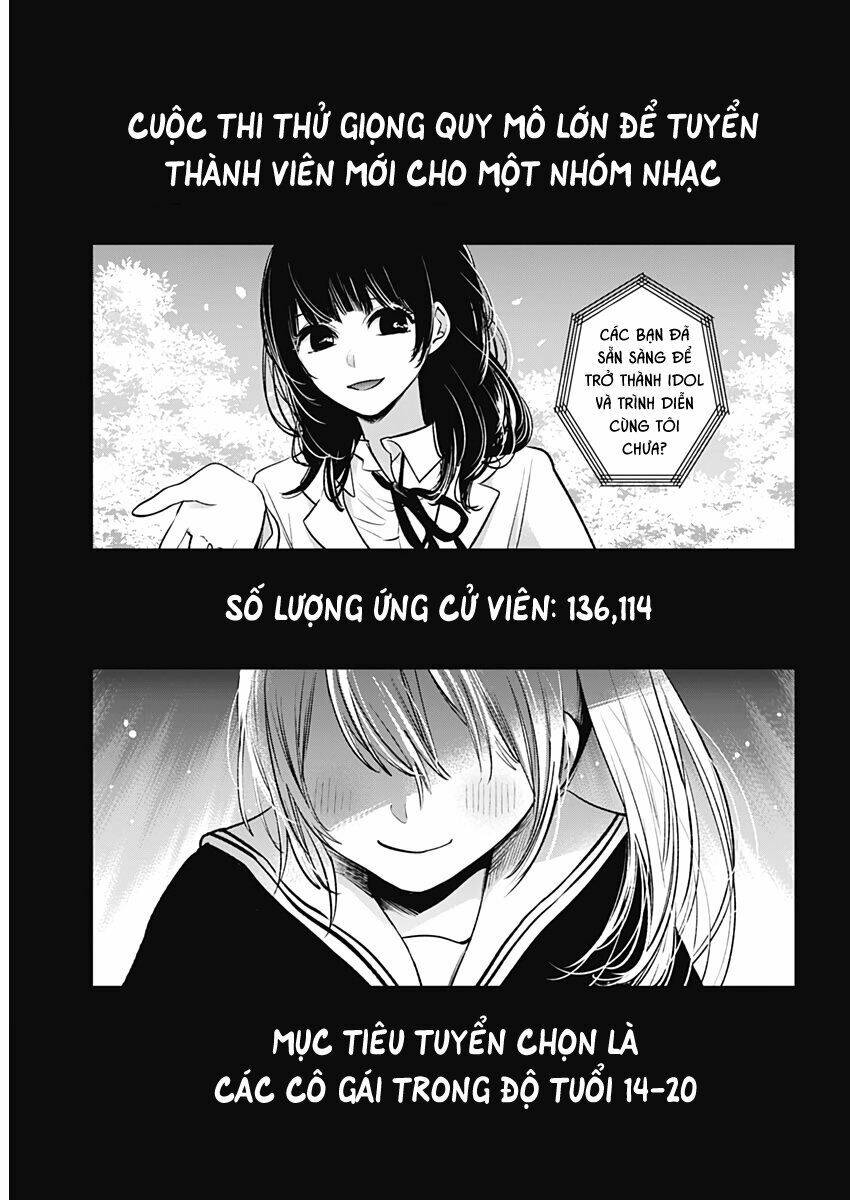 CUỘC THI THỬ GIỌNG QUY MÔ LỚN ĐỂ TUYỂN
THÀNH VIÊN MỚI CHO MỘT NHÓM NHẠC
CÁC BẠN ĐÃ
SẴN SÀNG ĐỂ
TRỞ THÀNH IDOL
VÀ TRÌNH DIỄN
CÙNG TÔI
CHƯA?
SỐ LƯỢNG ỨNG CỬ VIÊN: 136,114
MỤC TIÊU TUYỂN CHỌN LÀ
CÁC CÔ GÁI TRONG ĐỘ TUỔI 14-20